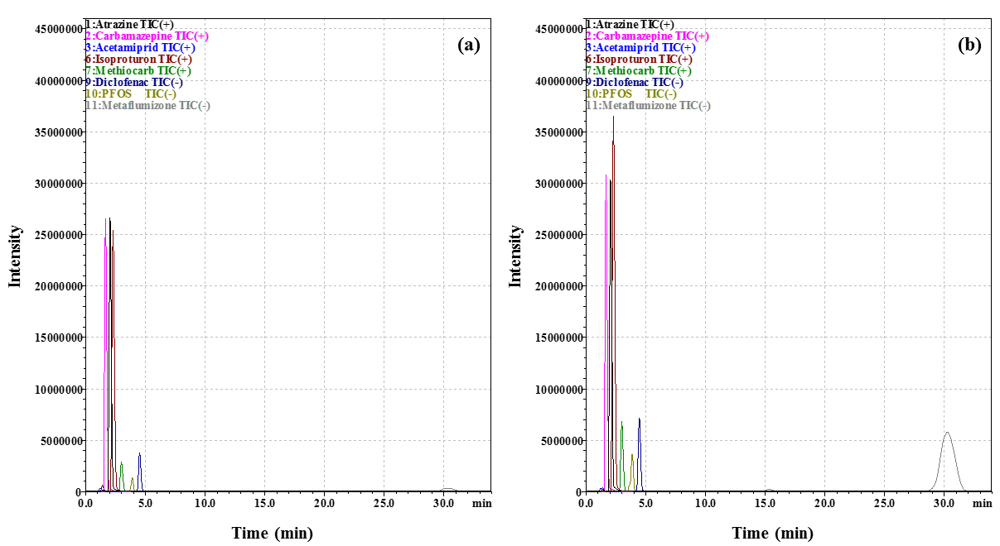 1:Atrazine TIC(+)
2:Carbamazepine TIC(+)
3:Acetamiprid TIC(+)
6:Isoproturon TIC(+)
7:Methiocarb TIC(+)
9:Diclofenac TIC(-)
10:PFOS TIC(-)
11:Metaflumizone TIC(-)
(a)
45000000
40000000
35000000
30000000
25000000
20000000
15000000
10000000
5000000
0
Intensity
0.0 5.0 10.0 15.0 20.0 25.0 30.0 min
Time (min)
1:Atrazine TIC(+)
2:Carbamazepine TIC(+)
3:Acetamiprid TIC(+)
6:Isoproturon TIC(+)
7:Methiocarb TIC(+)
9:Diclofenac TIC(-)
10:PFOS TIC(-)
11:Metaflumizone TIC(-)
(b)
45000000
40000000
35000000
30000000
25000000
20000000
15000000
10000000
5000000
0
Intensity
0.0 5.0 10.0 15.0 20.0 25.0 30.0 min
Time (min)